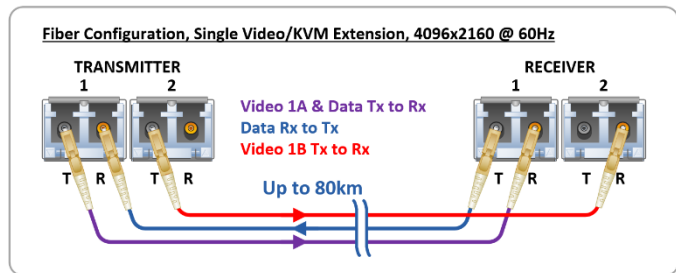 Fiber Configuration, Single Video/KVM Extension, 4096x2160 @ 60Hz
TRANSMITTER
1 2
RECEIVER
1 2
Video 1A & Data Tx to Rx
Data Rx to Tx
Video 1B Tx to Rx
T R T R
T R T R
Up to 80km